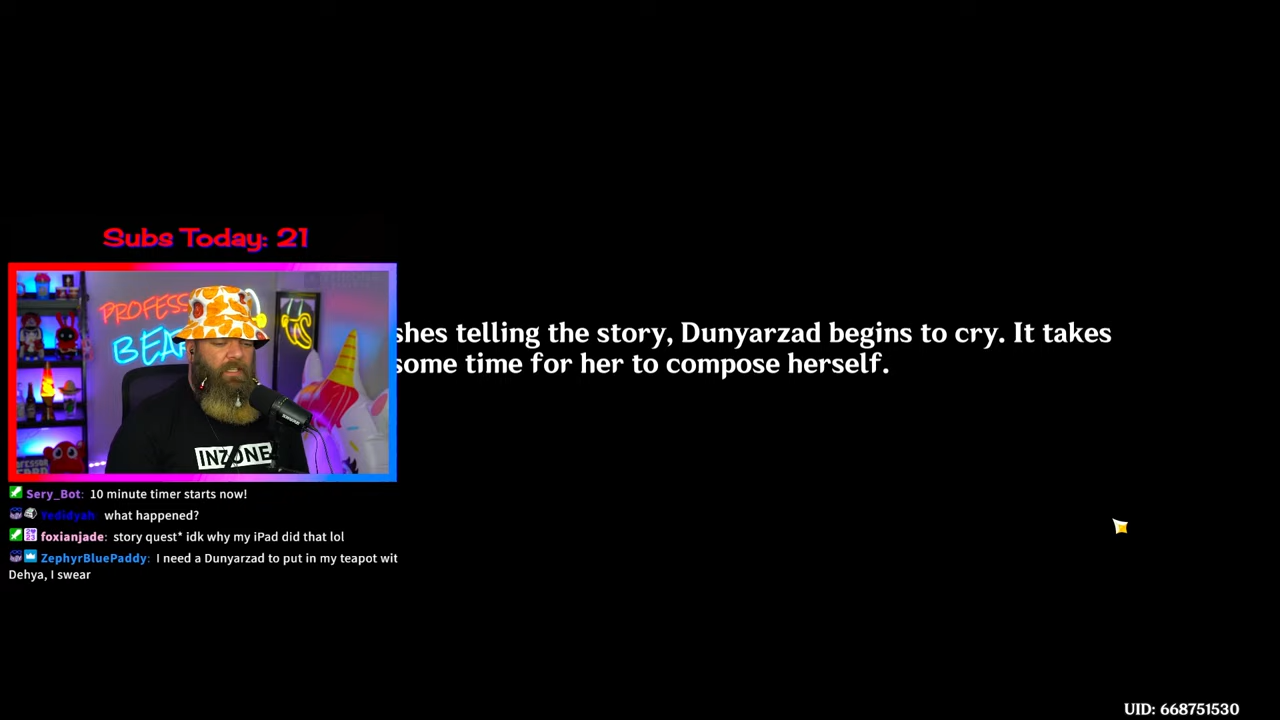 Subs Today: 21
PROFESS
BEA
INZONE
shes telling the story, Dunyarzad begins to cry. It takes
some time for her to compose herself.
Sery_Bot: 10 minute timer starts now!
Yedidyah: what happened?
foxianjade: story quest* idk why my iPad did that lol
ZephyrBluePaddy: I need a Dunyarzad to put in my teapot wit
Dehya, I swear
UID: 668751530